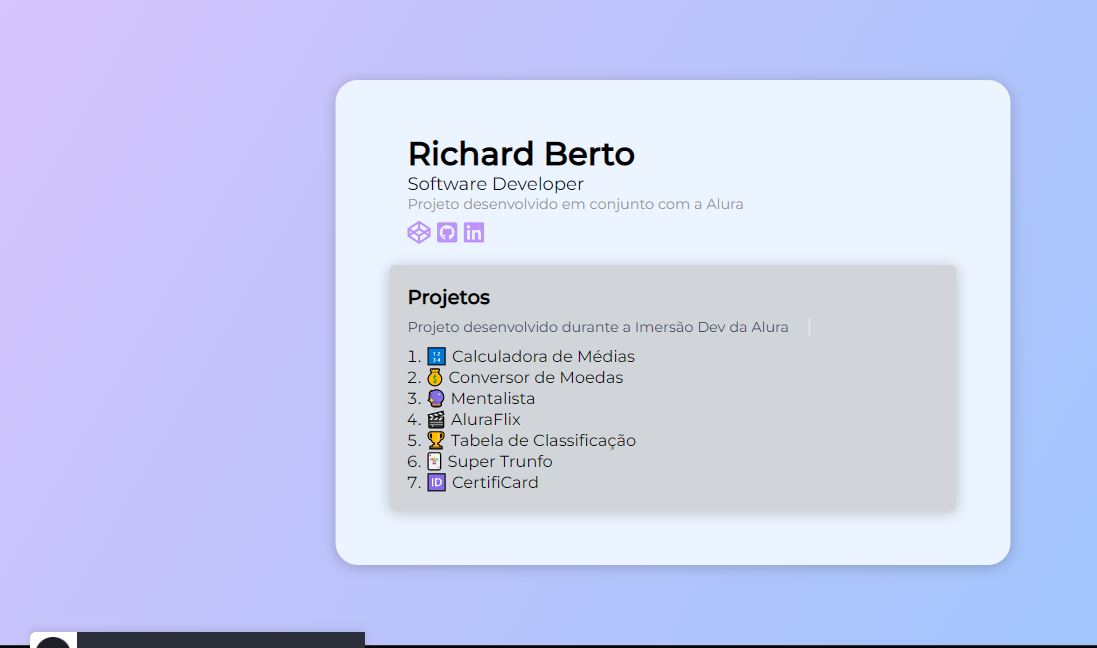 Richard Berto
Software Developer
Projeto desenvolvido em conjunto com a Alura
in
Projetos
Projeto desenvolvido durante a Imersão Dev da Alura
1. 🔢 Calculadora de Médias
2. 💰 Conversor de Moedas
3. 🔮 Mentalista
4. 🎬 AluraFlix
5. 🏆 Tabela de Classificação
6. 🃏 Super Trunfo
7. 🆔 CertifiCard